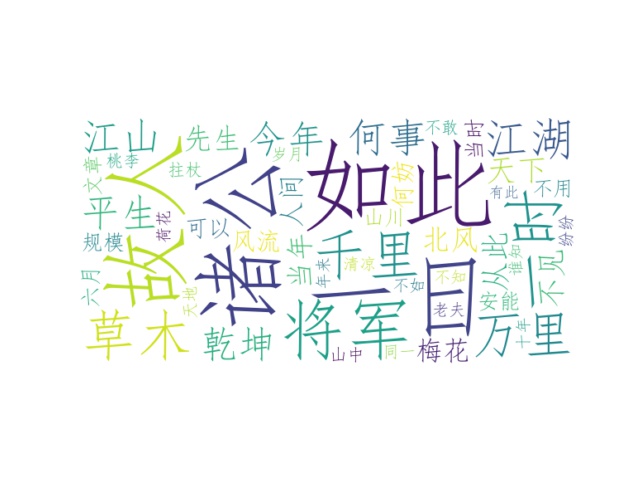 江山
先生
今年
何事
不敢
当时
江湖
文章
桃李
拄杖
岁月
故人
诸公
如此
何妨
天下
有此
不用
平生
荷花
可以
人间
山川
一时
纷纷
规模
风流
当年
千里
北风
从此
谁知
不见
六月
天地
年来
清凉
一日
不如
不知
老夫
安能
十年
草木
乾坤
将军
万里
山中
同一
梅花